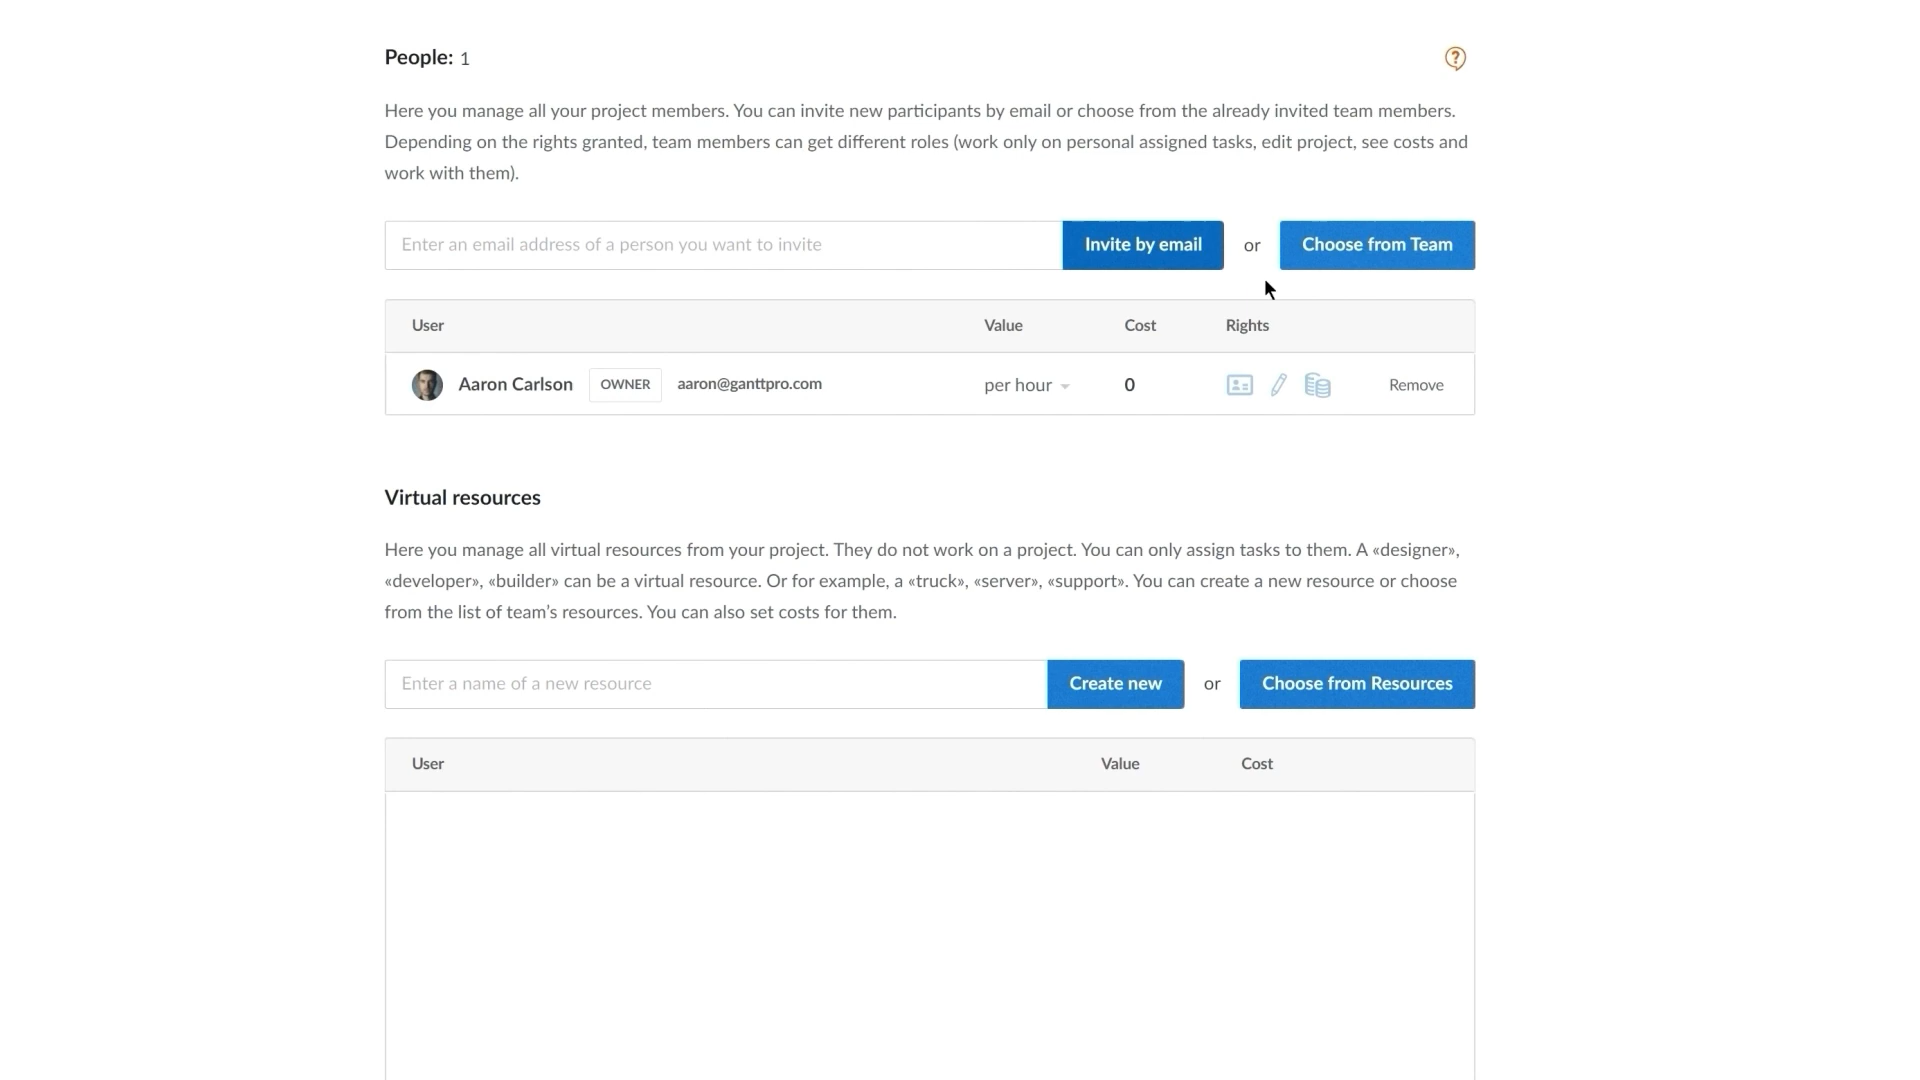 People: 1
Here you manage all your project members. You can invite new participants by email or choose from the already invited team members.
Depending on the rights granted, team members can get different roles (work only on personal assigned tasks, edit project, see costs and
work with them).
Enter an email address of a person you want to invite Invite by email or Choose from Team
User Value Cost Rights
Aaron Carlson OWNER aaron@ganttpro.com per hour 0 Remove
Virtual resources
Here you manage all virtual resources from your project. They do not work on a project. You can only assign tasks to them. A «designer»,
«developer», «builder» can be a virtual resource. Or for example, a «truck», «server», «support». You can create a new resource or choose
from the list of team’s resources. You can also set costs for them.
Enter a name of a new resource Create new or Choose from Resources
User Value Cost